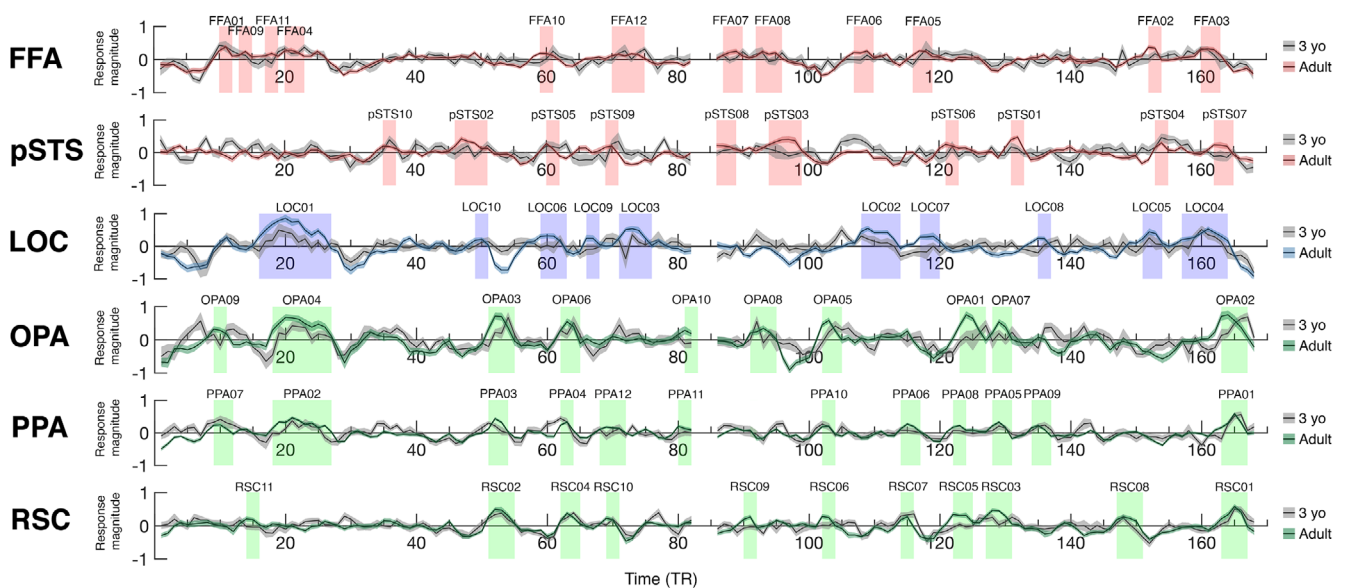 FFA01 FFA11 FFA10 FFA12 FFA07 FFA08 FFA06 FFA05 FFA02 FFA03
FFA09 FFA04
FFA
Response magnitude
1
0
-1
20 40 60 80 100 120 140 160
3 yo
Adult
pSTS10 pSTS02 pSTS05 pSTS09 pSTS08 pSTS03 pSTS06 pSTS01 pSTS04 pSTS07
pSTS
Response magnitude
1
0
-1
20 40 60 80 100 120 140 160
3 yo
Adult
LOC01 LOC10 LOC06 LOC09 LOC03 LOC02 LOC07 LOC08 LOC05 LOC04
LOC
Response magnitude
1
0
-1
20 40 60 80 100 120 140 160
3 yo
Adult
OPA09 OPA04 OPA03 OPA06 OPA10 OPA08 OPA05 OPA01 OPA07 OPA02
OPA
Response magnitude
1
0
-1
20 40 60 80 100 120 140 160
3 yo
Adult
PPA07 PPA02 PPA03 PPA04 PPA12 PPA11 PPA10 PPA06 PPA08 PPA05 PPA09 PPA01
PPA
Response magnitude
1
0
-1
20 40 60 80 100 120 140 160
3 yo
Adult
RSC11 RSC02 RSC04 RSC10 RSC09 RSC06 RSC07 RSC05 RSC03 RSC08 RSC01
RSC
Response magnitude
1
0
-1
20 40 60 80 100 120 140 160
3 yo
Adult
Time (TR)